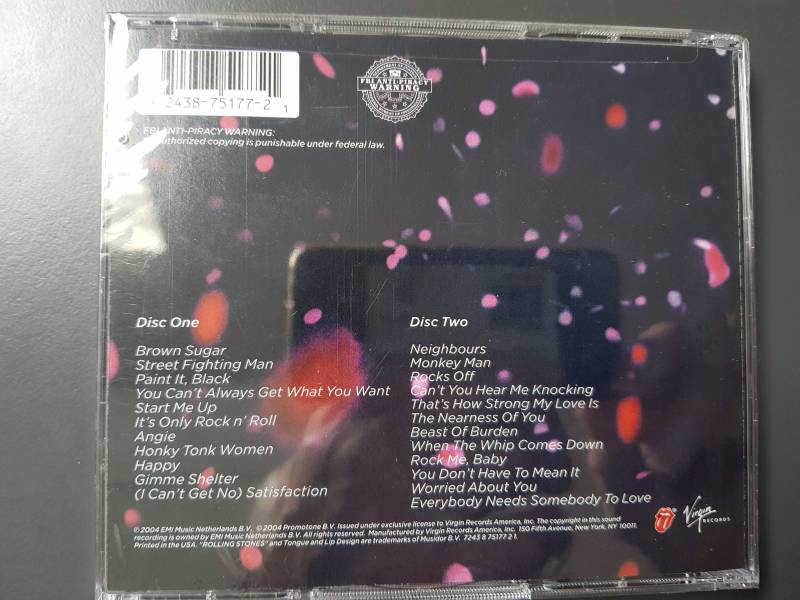 2438-75177-2 1
FBI ANTI-PIRACY
WARNING
FBI ANTI-PIRACY WARNING:
Unauthorized copying is punishable under federal law.
Disc One
Brown Sugar
Street Fighting Man
Paint It, Black
You Can't Always Get What You Want
Start Me Up
It's Only Rock n' Roll
Angie
Honky Tonk Women
Happy
Gimme Shelter
(I Can't Get No) Satisfaction
Disc Two
Neighbours
Monkey Man
Rocks Off
Can't You Hear Me Knocking
That's How Strong My Love Is
The Nearness Of You
Beast Of Burden
When The Whip Comes Down
Rock Me, Baby
You Don't Have To Mean It
Worried About You
Everybody Needs Somebody To Love
℗ 2004 EMI Music Netherlands B.V. © 2004 Promotone B.V. Issued under exclusive license to Virgin Records America, Inc. The copyright in this sound
recording is owned by EMI Music Netherlands B.V. All rights reserved. Manufactured by Virgin Records America, Inc. 150 Fifth Avenue, New York, NY 10011.
Printed in the USA. "ROLLING STONES" and Tongue and Lip Design are trademarks of Musidor B.V. 7243 8 75177 2 1.
Virgin
RECORDS